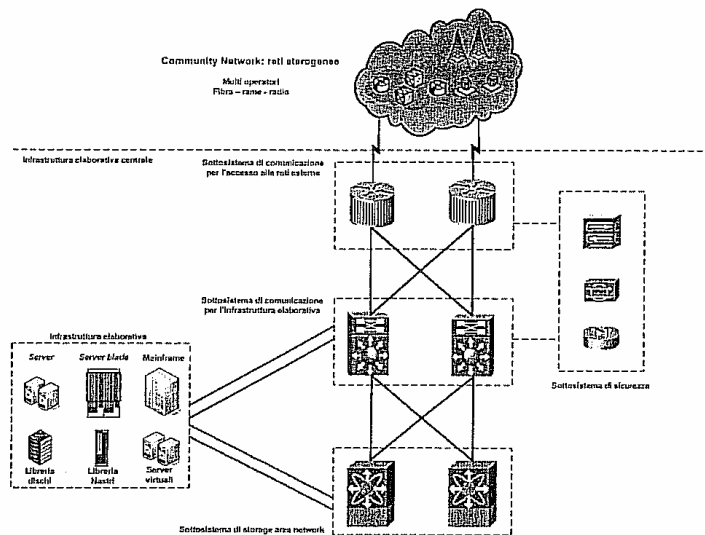 Community Network: reti eterogenee
Multi operatori
Fibra – rame - radio
Infrastruttura elaborativa centrale
Sottosistema di comunicazione
per l'accesso alle reti esterne
Sottosistema di comunicazione
per l'Infrastruttura elaborativa
Infrastruttura elaborativa
Server
Server blade
Mainframe
Libreria
dischi
Libreria
Nastri
Server
virtuali
Sottosistema di sicurezza
Sottosistema di storage area network